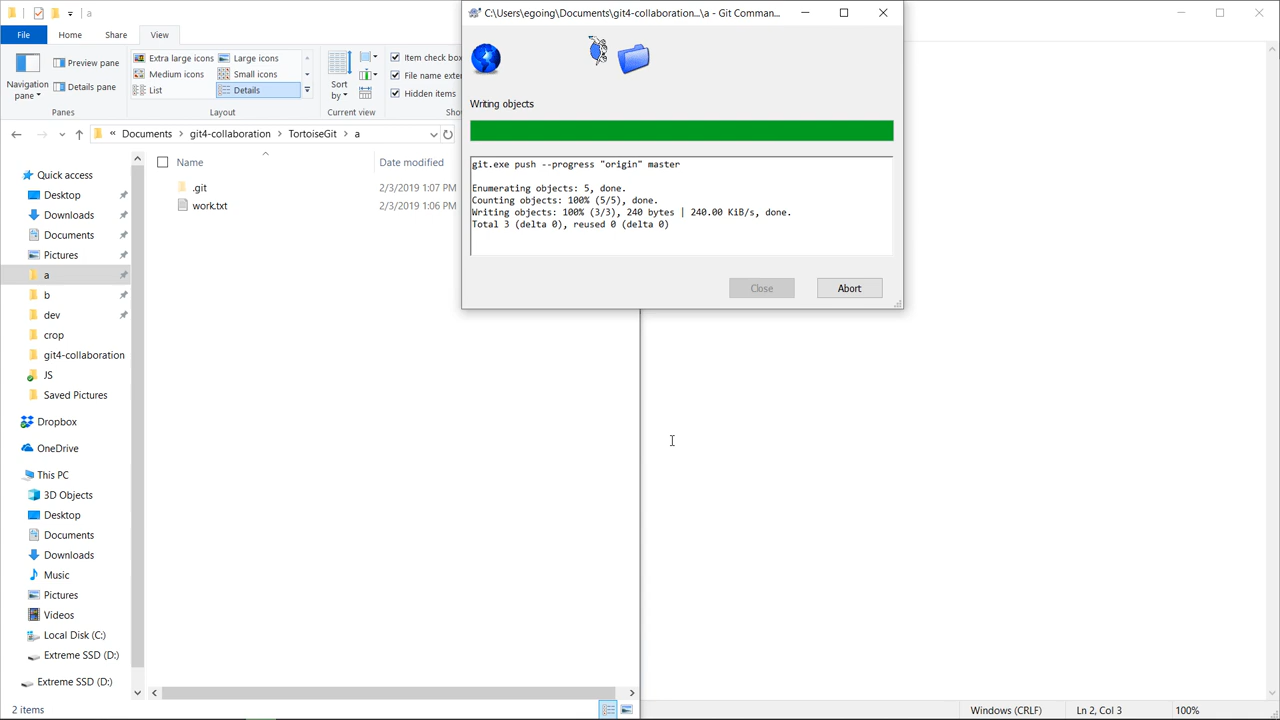 a
File
Home
Share
View
Navigation pane
Preview pane
Details pane
Panes
Extra large icons
Large icons
Medium icons
Small icons
List
Details
Layout
Sort by
Current view
Item check box
File name exten
Hidden items
Sho
« Documents > git4-collaboration > TortoiseGit > a
Name
Date modified
.git
2/3/2019 1:07 PM
work.txt
2/3/2019 1:06 PM
Quick access
Desktop
Downloads
Documents
Pictures
a
b
dev
crop
git4-collaboration
JS
Saved Pictures
Dropbox
OneDrive
This PC
3D Objects
Desktop
Documents
Downloads
Music
Pictures
Videos
Local Disk (C:)
Extreme SSD (D:)
Extreme SSD (D:)
2 items
C:\Users\egoing\Documents\git4-collaboration...\a - Git Comman...
Writing objects
git.exe push --progress "origin" master
Enumerating objects: 5, done.
Counting objects: 100% (5/5), done.
Writing objects: 100% (3/3), 240 bytes | 240.00 KiB/s, done.
Total 3 (delta 0), reused 0 (delta 0)
Close
Abort
Windows (CRLF)
Ln 2, Col 3
100%